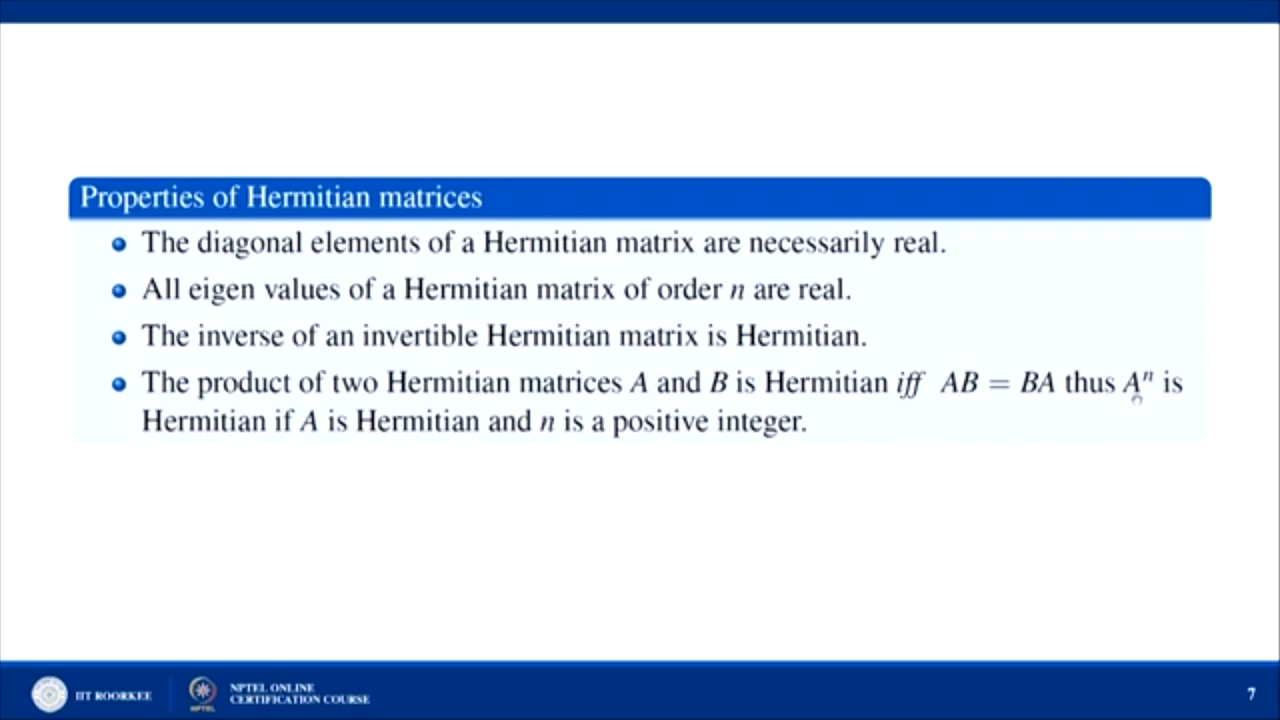 Properties of Hermitian matrices
The diagonal elements of a Hermitian matrix are necessarily real.
All eigen values of a Hermitian matrix of order n are real.
The inverse of an invertible Hermitian matrix is Hermitian.
The product of two Hermitian matrices A and B is Hermitian iff AB = BA thus Aⁿ is
Hermitian if A is Hermitian and n is a positive integer.
IIT ROORKEE
NPTEL
NPTEL ONLINE
CERTIFICATION COURSE
7